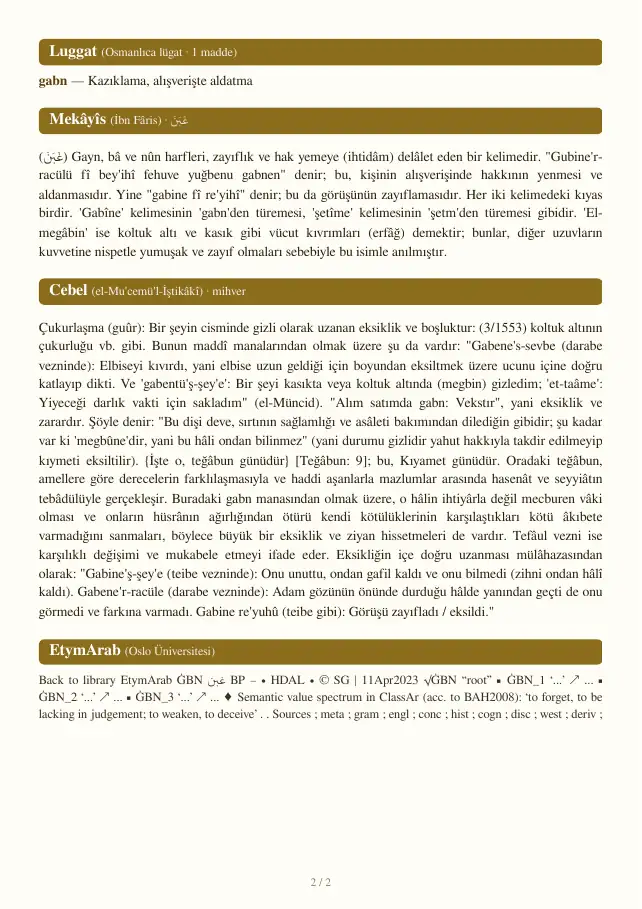 Luggat (Osmanlıca lügat · 1 madde)
gabn — Kazıklama, alışverişte aldatma
Mekâyîs (İbn Fâris) · غَبَنَ
(غَبَنَ) Gayn, bâ ve nûn harfleri, zayıflık ve hak yemeye (ihtidâm) delâlet eden bir kelimedir. "Gubine'r-
racülü fî bey'ihî fehuve yuğbenu gabnen" denir; bu, kişinin alışverişinde hakkının yenmesi ve
aldanmasıdır. Yine "gabine fî re'yihî" denir; bu da görüşünün zayıflamasıdır. Her iki kelimedeki kıyas
birdir. 'Gabîne' kelimesinin 'gabn'den türemesi, 'şetîme' kelimesinin 'şetm'den türemesi gibidir. 'El-
megâbin' ise koltuk altı ve kasık gibi vücut kıvrımları (erfâğ) demektir; bunlar, diğer uzuvların
kuvvetine nispetle yumuşak ve zayıf olmaları sebebiyle bu isimle anılmıştır.
Cebel (el-Mu'cemü'l-İştikâkî) · mihver
Çukurlaşma (guûr): Bir şeyin cisminde gizli olarak uzanan eksiklik ve boşluktur: (3/1553) koltuk altının
çukurluğu vb. gibi. Bunun maddî manalarından olmak üzere şu da vardır: "Gabene's-sevbe (darabe
vezninde): Elbiseyi kıvırdı, yani elbise uzun geldiği için boyundan eksiltmek üzere ucunu içine doğru
katlayıp dikti. Ve 'gabentü'ş-şey'e': Bir şeyi kasıkta veya koltuk altında (megbin) gizledim; 'et-taâme':
Yiyeceği darlık vakti için sakladım" (el-Müncid). "Alım satımda gabn: Vekstır", yani eksiklik ve
zarardır. Şöyle denir: "Bu dişi deve, sırtının sağlamlığı ve asâleti bakımından dilediğin gibidir; şu kadar
var ki 'megbûne'dir, yani bu hâli ondan bilinmez" (yani durumu gizlidir yahut hakkıyla takdir edilmeyip
kıymeti eksiltilir). {İşte o, teğâbun günüdür} [Teğâbun: 9]; bu, Kıyamet günüdür. Oradaki teğâbun,
amellere göre derecelerin farklılaşmasıyla ve haddi aşanlarla mazlumlar arasında hasenât ve seyyiâtın
tebâdülüyle gerçekleşir. Buradaki gabn manasından olmak üzere, o hâlin ihtiyârla değil mecburen vâki
olması ve onların hüsrânın ağırlığından ötürü kendi kötülüklerinin karşılaştıkları kötü âkıbete
varmadığını sanmaları, böylece büyük bir eksiklik ve ziyan hissetmeleri de vardır. Tefâul vezni ise
karşılıklı değişimi ve mukabele etmeyi ifade eder. Eksikliğin içe doğru uzanması mülâhazasından
olarak: "Gabine'ş-şey'e (teibe vezninde): Onu unuttu, ondan gafil kaldı ve onu bilmedi (zihni ondan hâlî
kaldı). Gabene'r-racüle (darabe vezninde): Adam gözünün önünde durduğu hâlde yanından geçti de onu
görmedi ve farkına varmadı. Gabine re'yuhû (teibe gibi): Görüşü zayıfladı / eksildi."
EtymArab (Oslo Üniversitesi)
Back to library EtymArab ĠBN غبن BP – • HDAL • © SG | 11Apr2023 √ĠBN “root” ▪ ĠBN_1 ‘...’ ↗ ... ▪
ĠBN_2 ‘...’ ↗ ... ▪ ĠBN_3 ‘...’ ↗ ... ♦ Semantic value spectrum in ClassAr (acc. to BAH2008): ‘to forget, to be
lacking in judgement; to weaken, to deceive’ . . Sources ; meta ; gram ; engl ; conc ; hist ; cogn ; disc ; west ; deriv ;
2 / 2